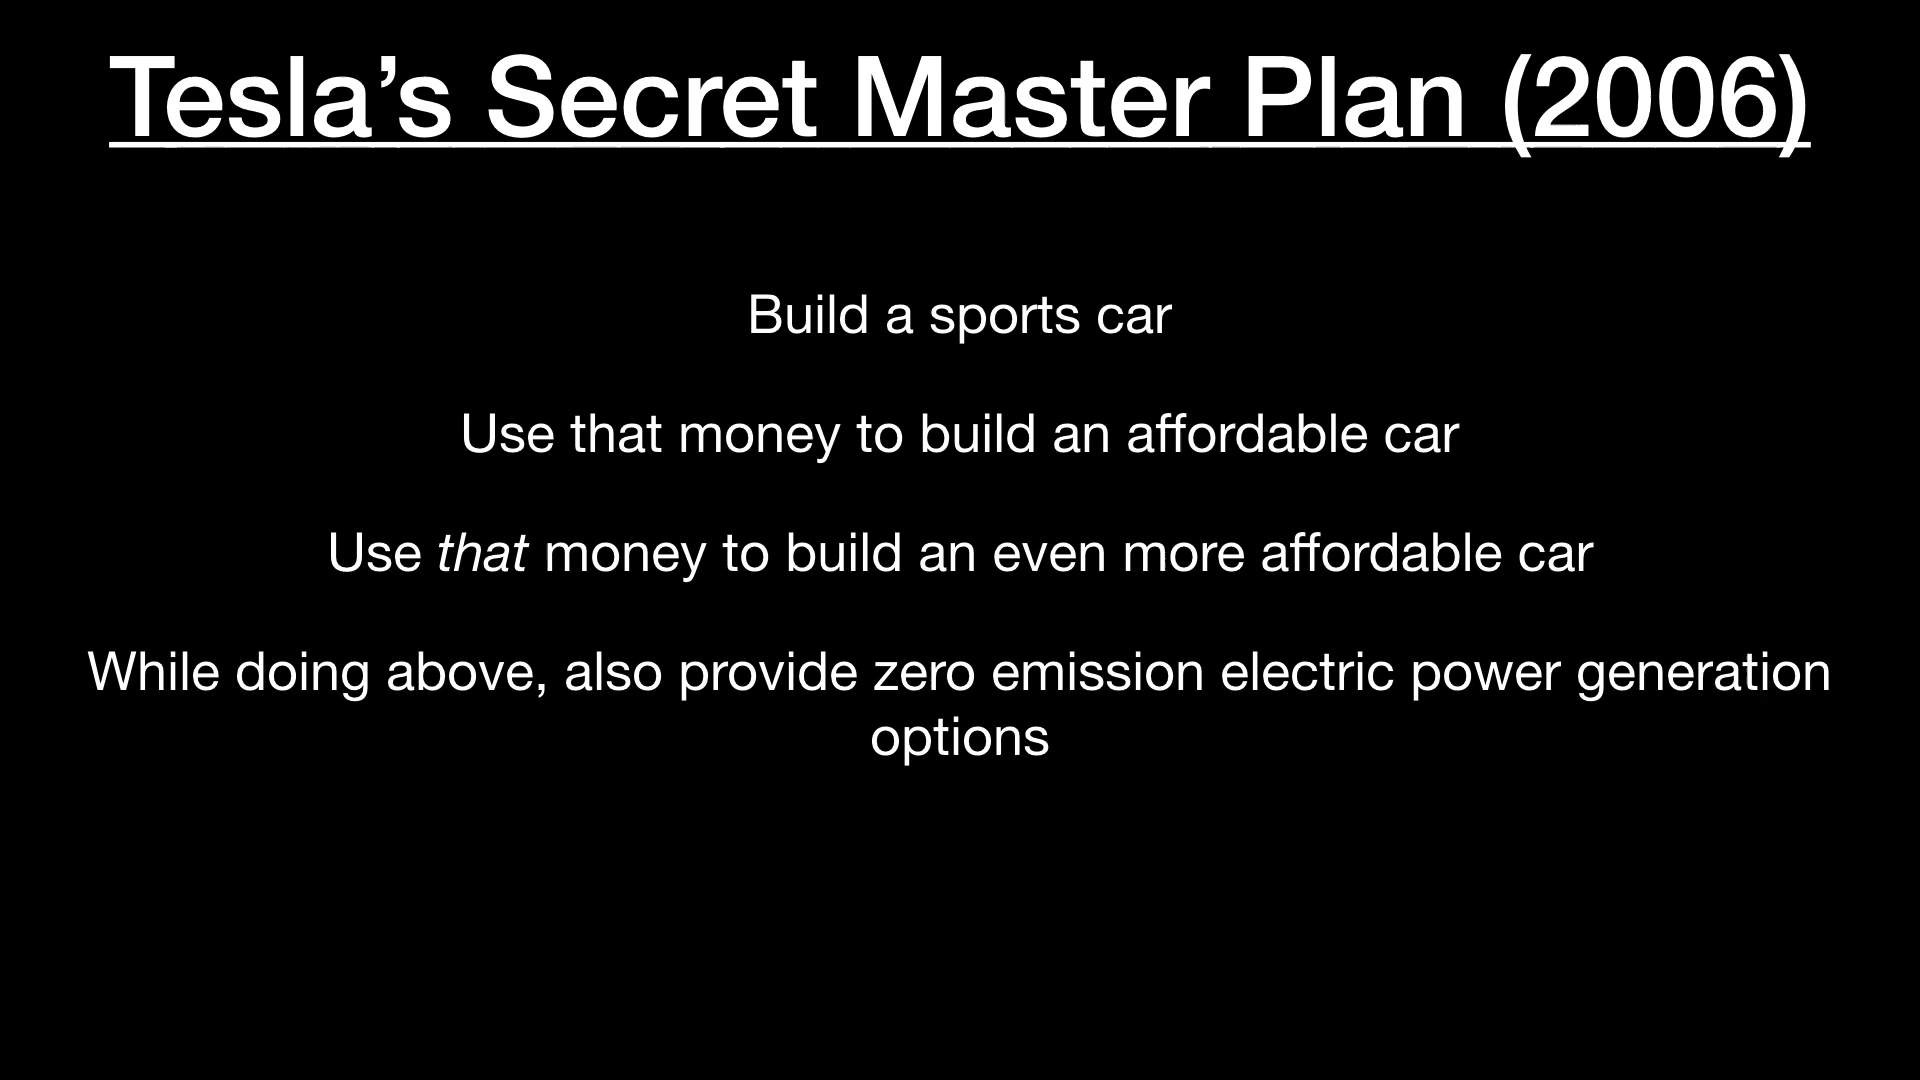 Tesla’s Secret Master Plan (2006)
Build a sports car
Use that money to build an affordable car
Use that money to build an even more affordable car
While doing above, also provide zero emission electric power generation
options